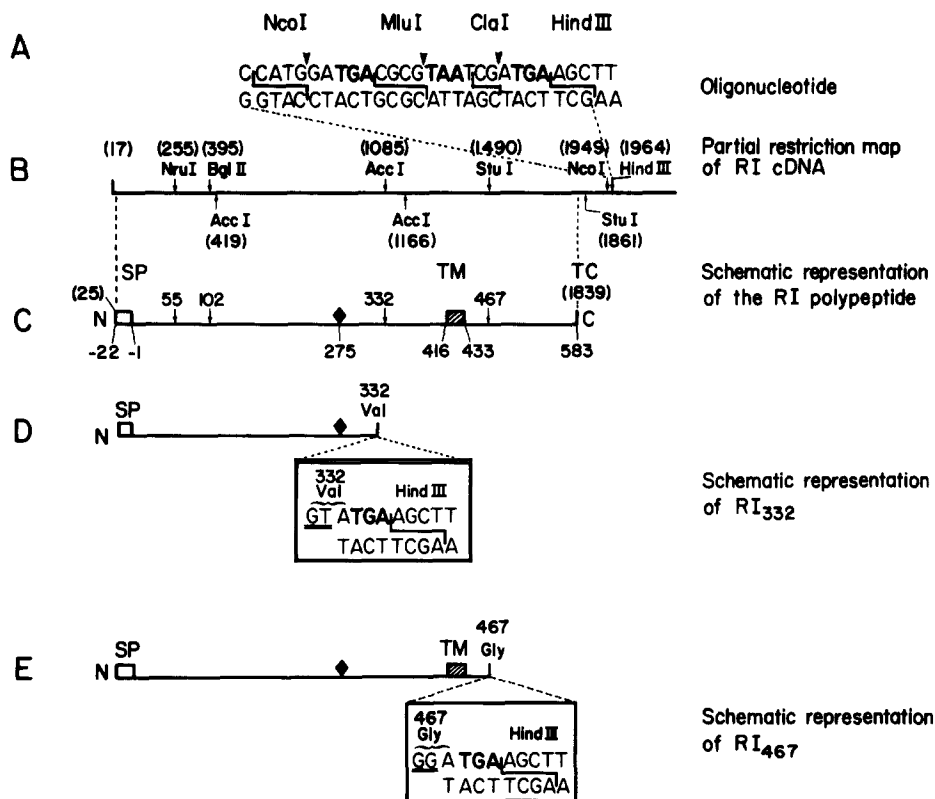 A
NcoI MluI ClaI HindIII
CCATGGATGACGCGTAATCGATGAAGCTT
GGTACCTACTGCGCATTAGCTACTTCGAA
Oligonucleotide
B
(17) (255) (395) (1085) (1490) (1949) (1964)
NruI BglII AccI StuI NcoI HindIII
Partial restriction map
of RI cDNA
AccI AccI StuI
(419) (1166) (1861)
C
SP TM TC
(25) 55 102 332 467 (1839)
N C
-22 -1 275 416 433 583
Schematic representation
of the RI polypeptide
D
332
SP Val
N
332
Val HindIII
GT ATGAAGCTT
TACTTCGAA
Schematic representation
of RI332
E
467
SP TM Gly
N
467
Gly HindIII
GGA TGAAGCTT
TACTTCGAA
Schematic representation
of RI467